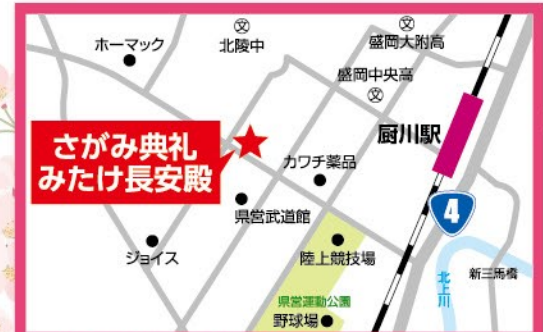 ホーマック
文
北陵中
文
盛岡大附高
盛岡中央高
文
厨川駅
さがみ典礼
みたけ長安殿
カワチ薬品
県営武道館
4
ジョイス
陸上競技場
北上川
新三馬橋
県営運動公園
野球場